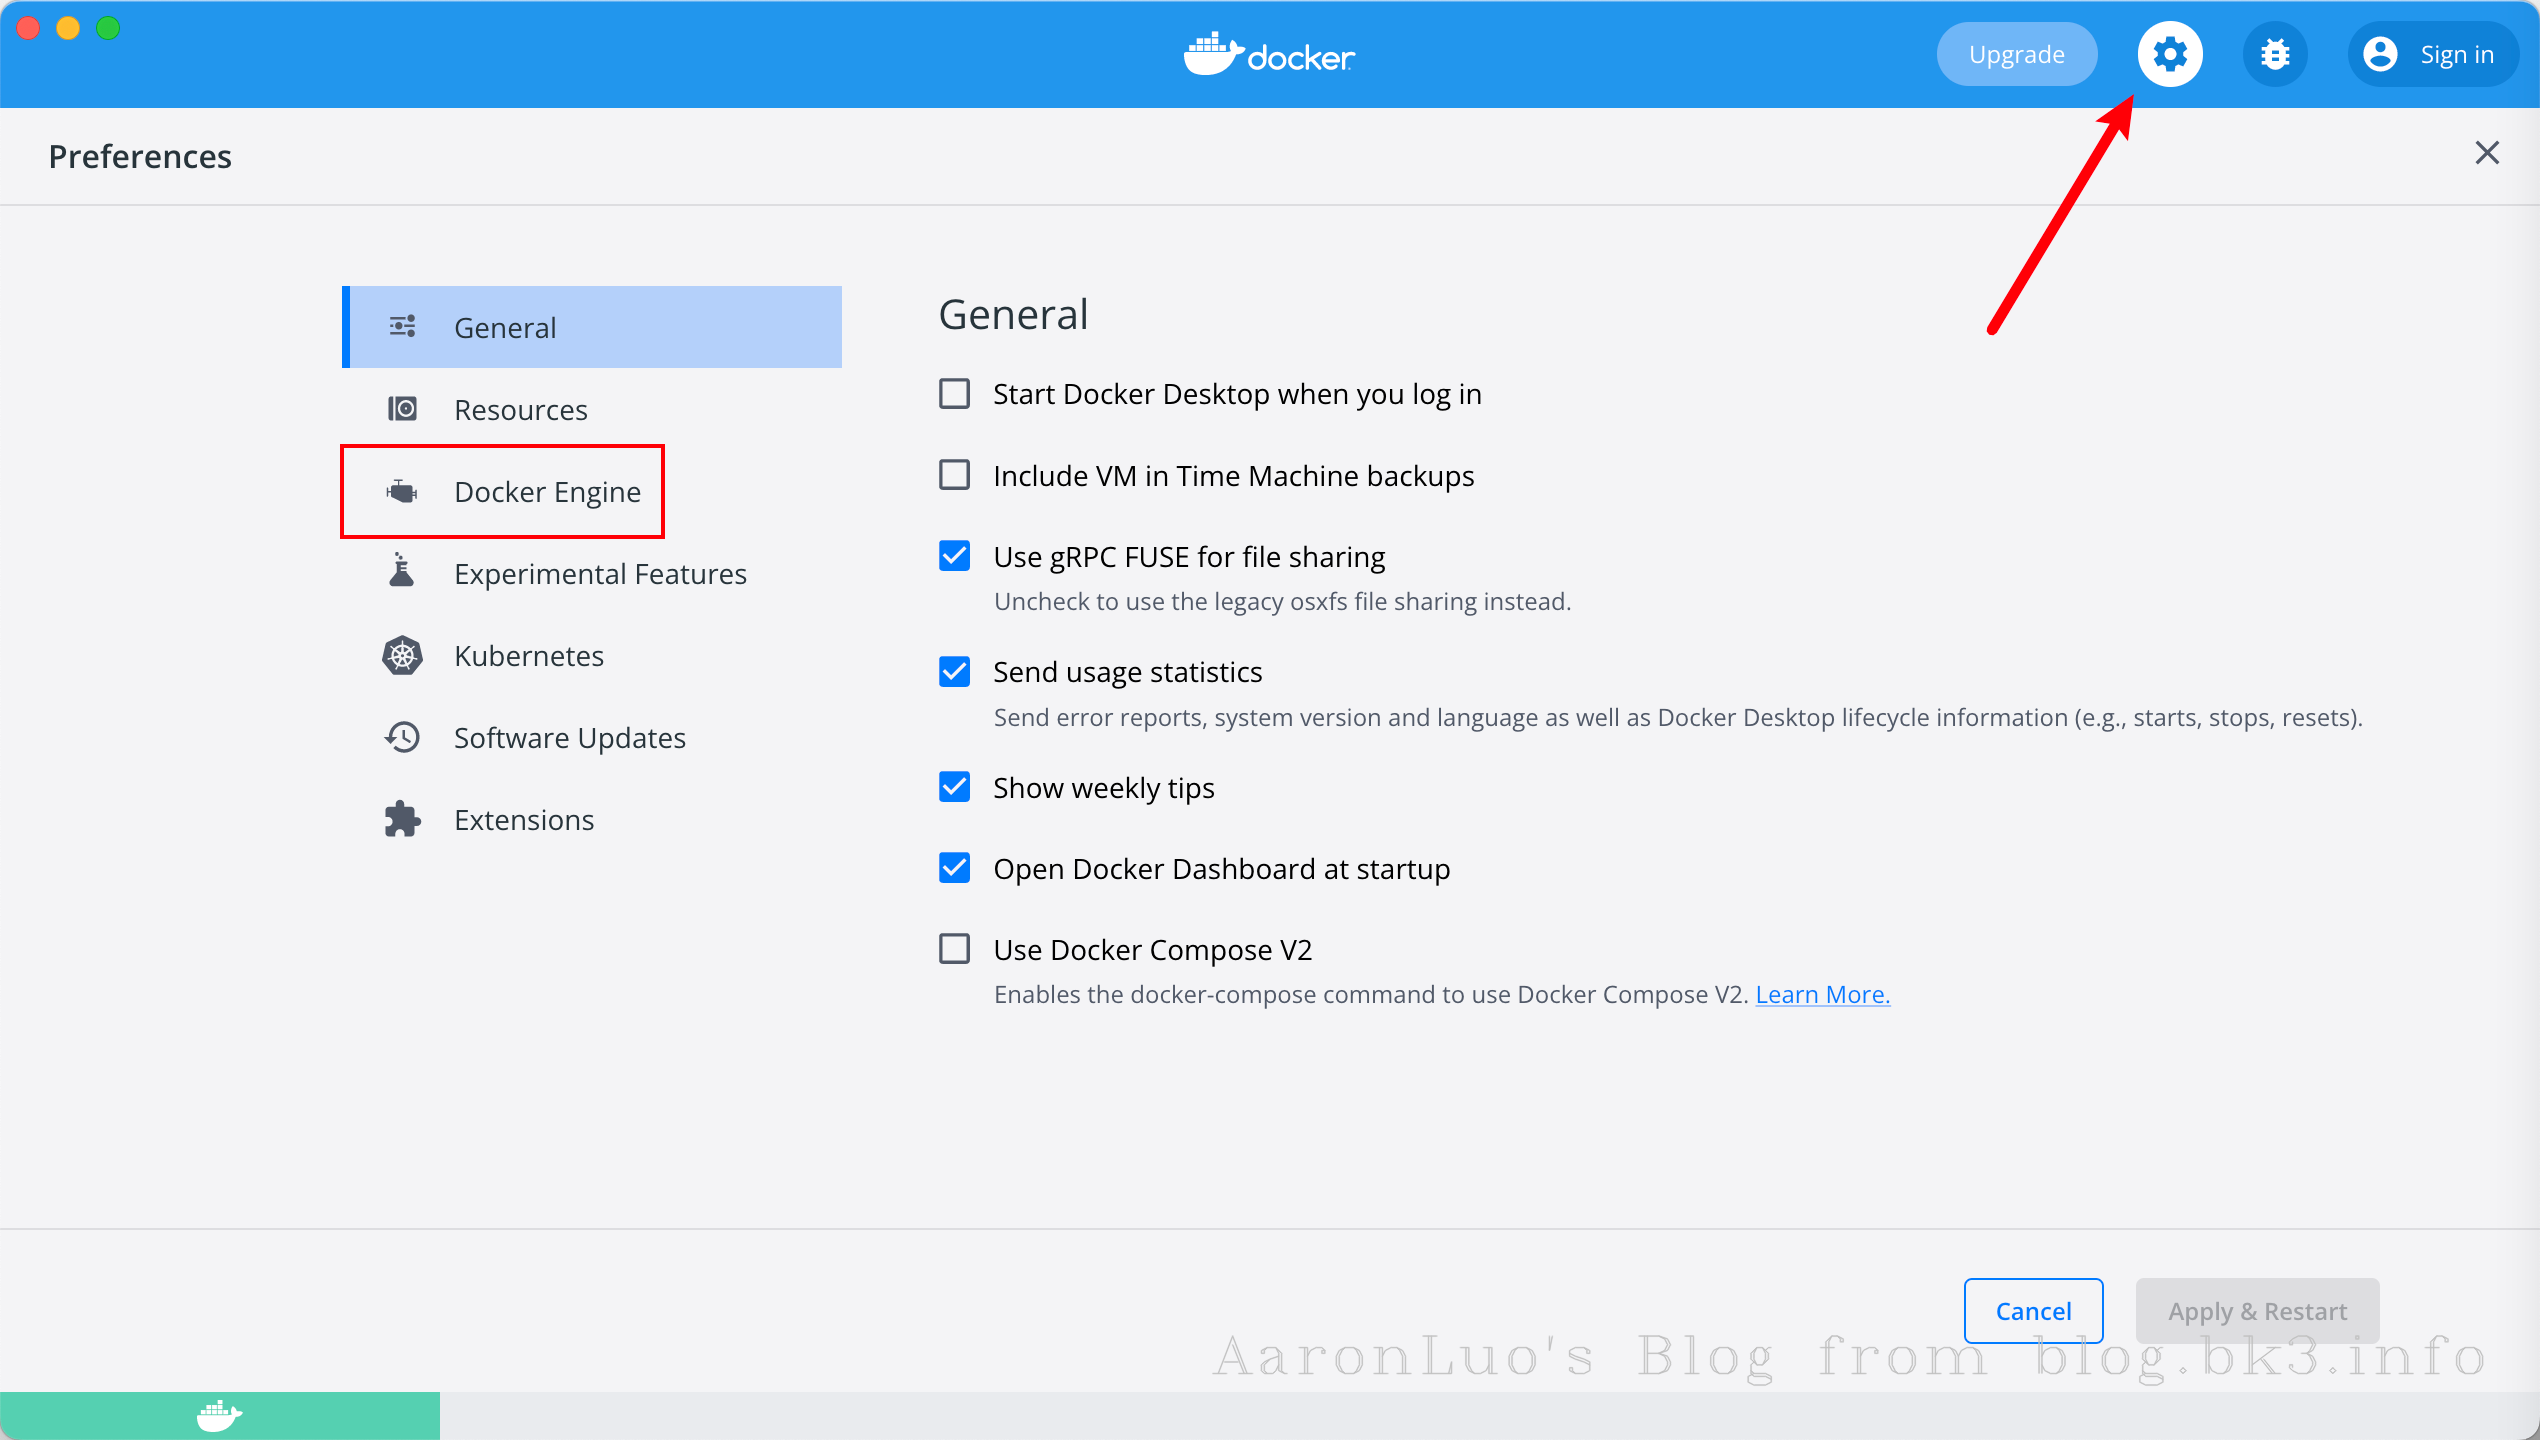 docker
Upgrade
Sign in
Preferences
General
Resources
Docker Engine
Experimental Features
Kubernetes
Software Updates
Extensions
General
Start Docker Desktop when you log in
Include VM in Time Machine backups
Use gRPC FUSE for file sharing
Uncheck to use the legacy osxfs file sharing instead.
Send usage statistics
Send error reports, system version and language as well as Docker Desktop lifecycle information (e.g., starts, stops, resets).
Show weekly tips
Open Docker Dashboard at startup
Use Docker Compose V2
Enables the docker-compose command to use Docker Compose V2. Learn More.
Cancel
Apply & Restart
AaronLuo's Blog from blog.bk3.info